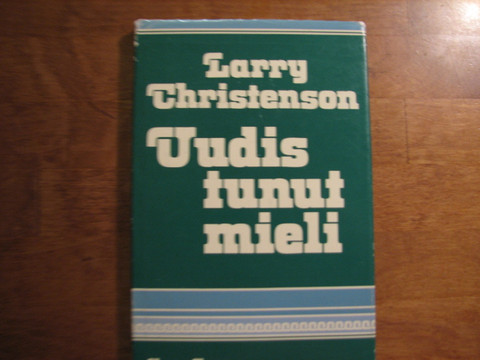 Larry
Christenson
Uudis
tunut
mieli